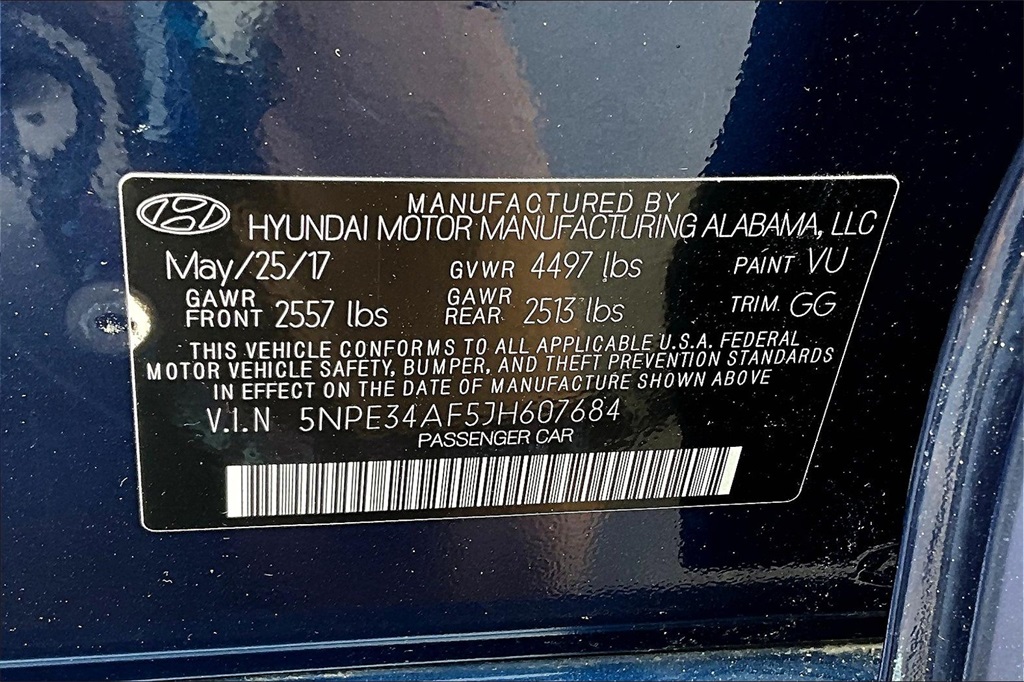 MANUFACTURED BY
HYUNDAI MOTOR MANUFACTURING ALABAMA, LLC
May/25/17 GVWR 4497 lbs PAINT VU
GAWR FRONT 2557 lbs GAWR REAR 2513 lbs TRIM GG
THIS VEHICLE CONFORMS TO ALL APPLICABLE U.S.A. FEDERAL
MOTOR VEHICLE SAFETY, BUMPER, AND THEFT PREVENTION STANDARDS
IN EFFECT ON THE DATE OF MANUFACTURE SHOWN ABOVE
V.I.N 5NPE34AF5JH607684
PASSENGER CAR